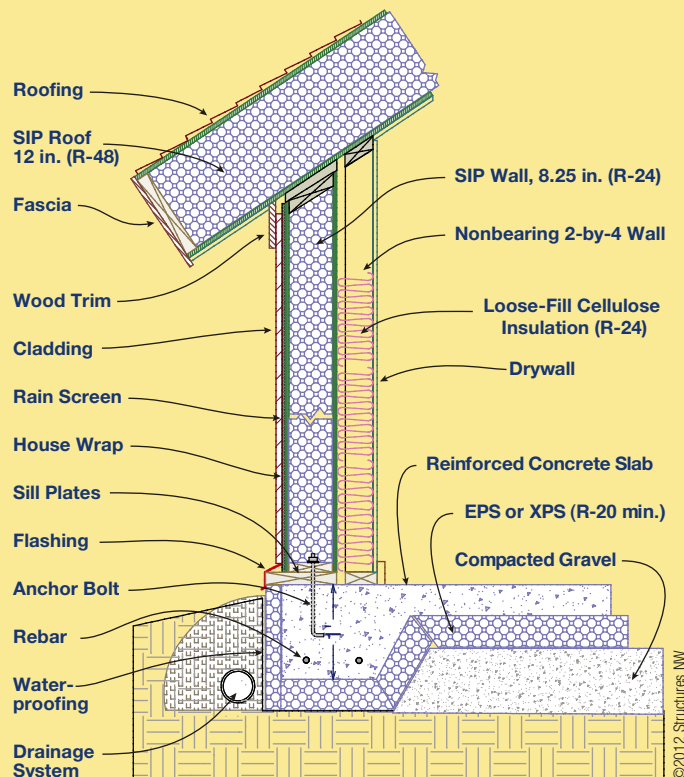 Roofing
SIP Roof
12 in. (R-48)
Fascia
Wood Trim
Cladding
Rain Screen
House Wrap
Sill Plates
Flashing
Anchor Bolt
Rebar
Water-
proofing
Drainage
System
SIP Wall, 8.25 in. (R-24)
Nonbearing 2-by-4 Wall
Loose-Fill Cellulose
Insulation (R-24)
Drywall
Reinforced Concrete Slab
EPS or XPS (R-20 min.)
Compacted Gravel
©2012 Structures NW